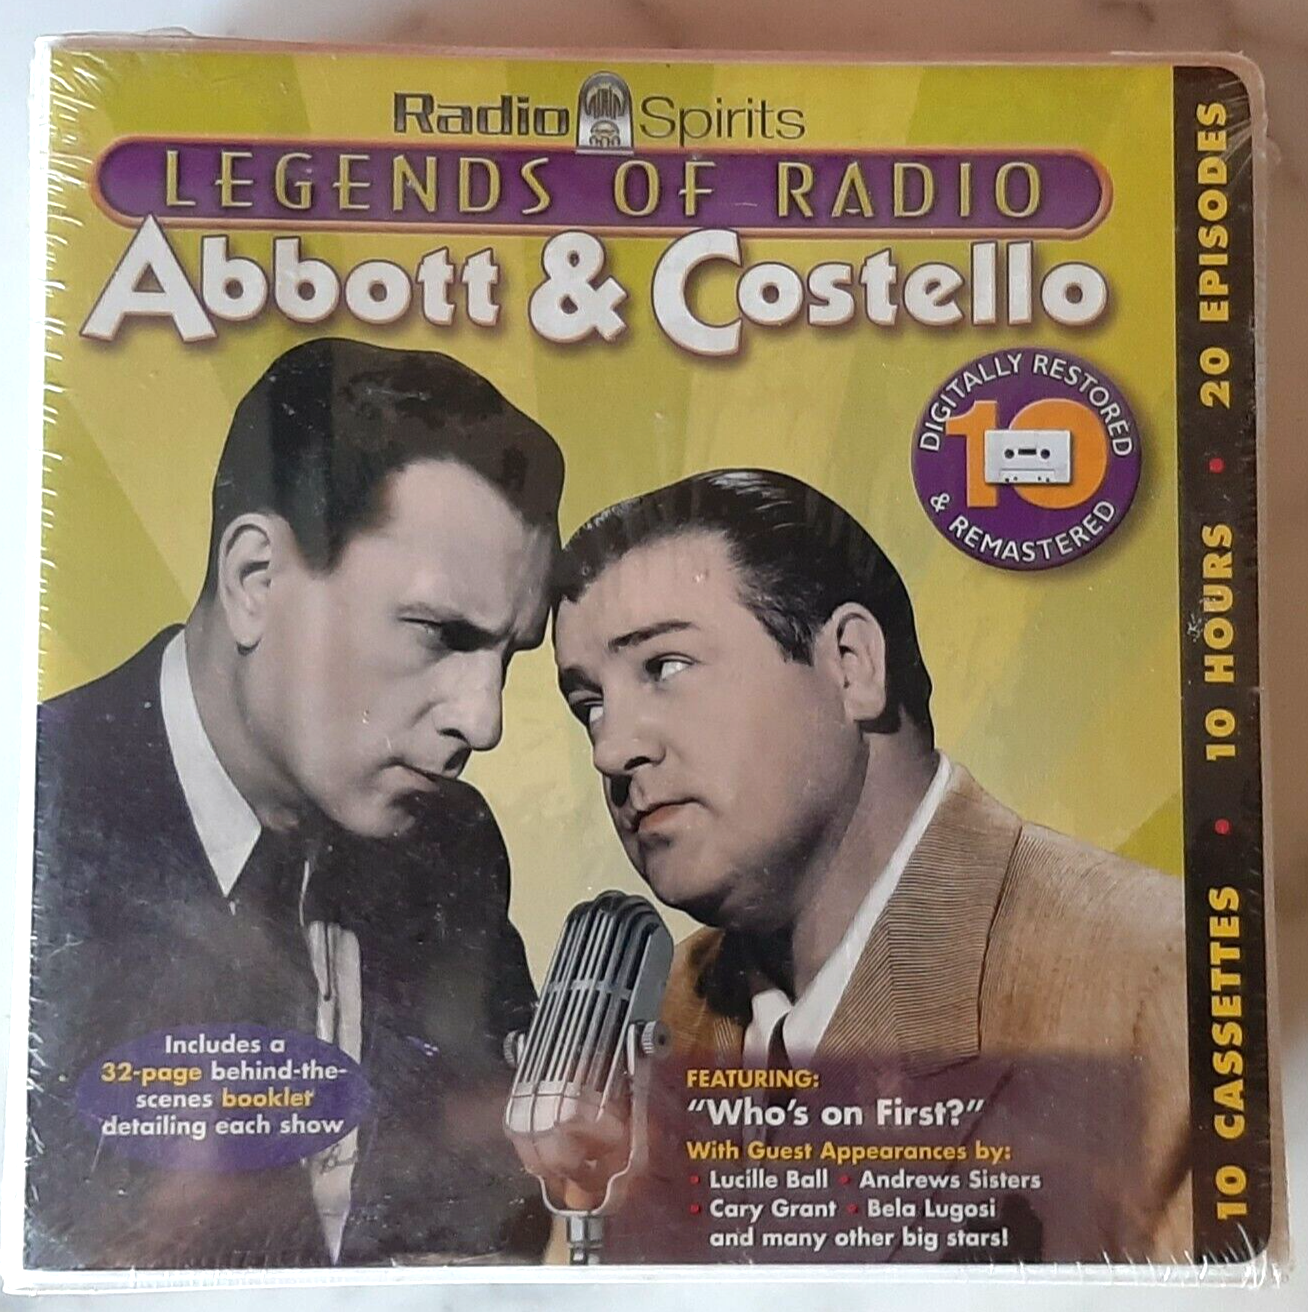 Radio Spirits
LEGENDS OF RADIO
Abbott & Costello
DIGITALLY RESTORED
10
& REMASTERED
Includes a
32-page behind-the-
scenes booklet
detailing each show
FEATURING:
"Who's on First?"
With Guest Appearances by:
• Lucille Ball • Andrews Sisters
• Cary Grant • Bela Lugosi
and many other big stars!
10 CASSETTES • 10 HOURS • 20 EPISODES